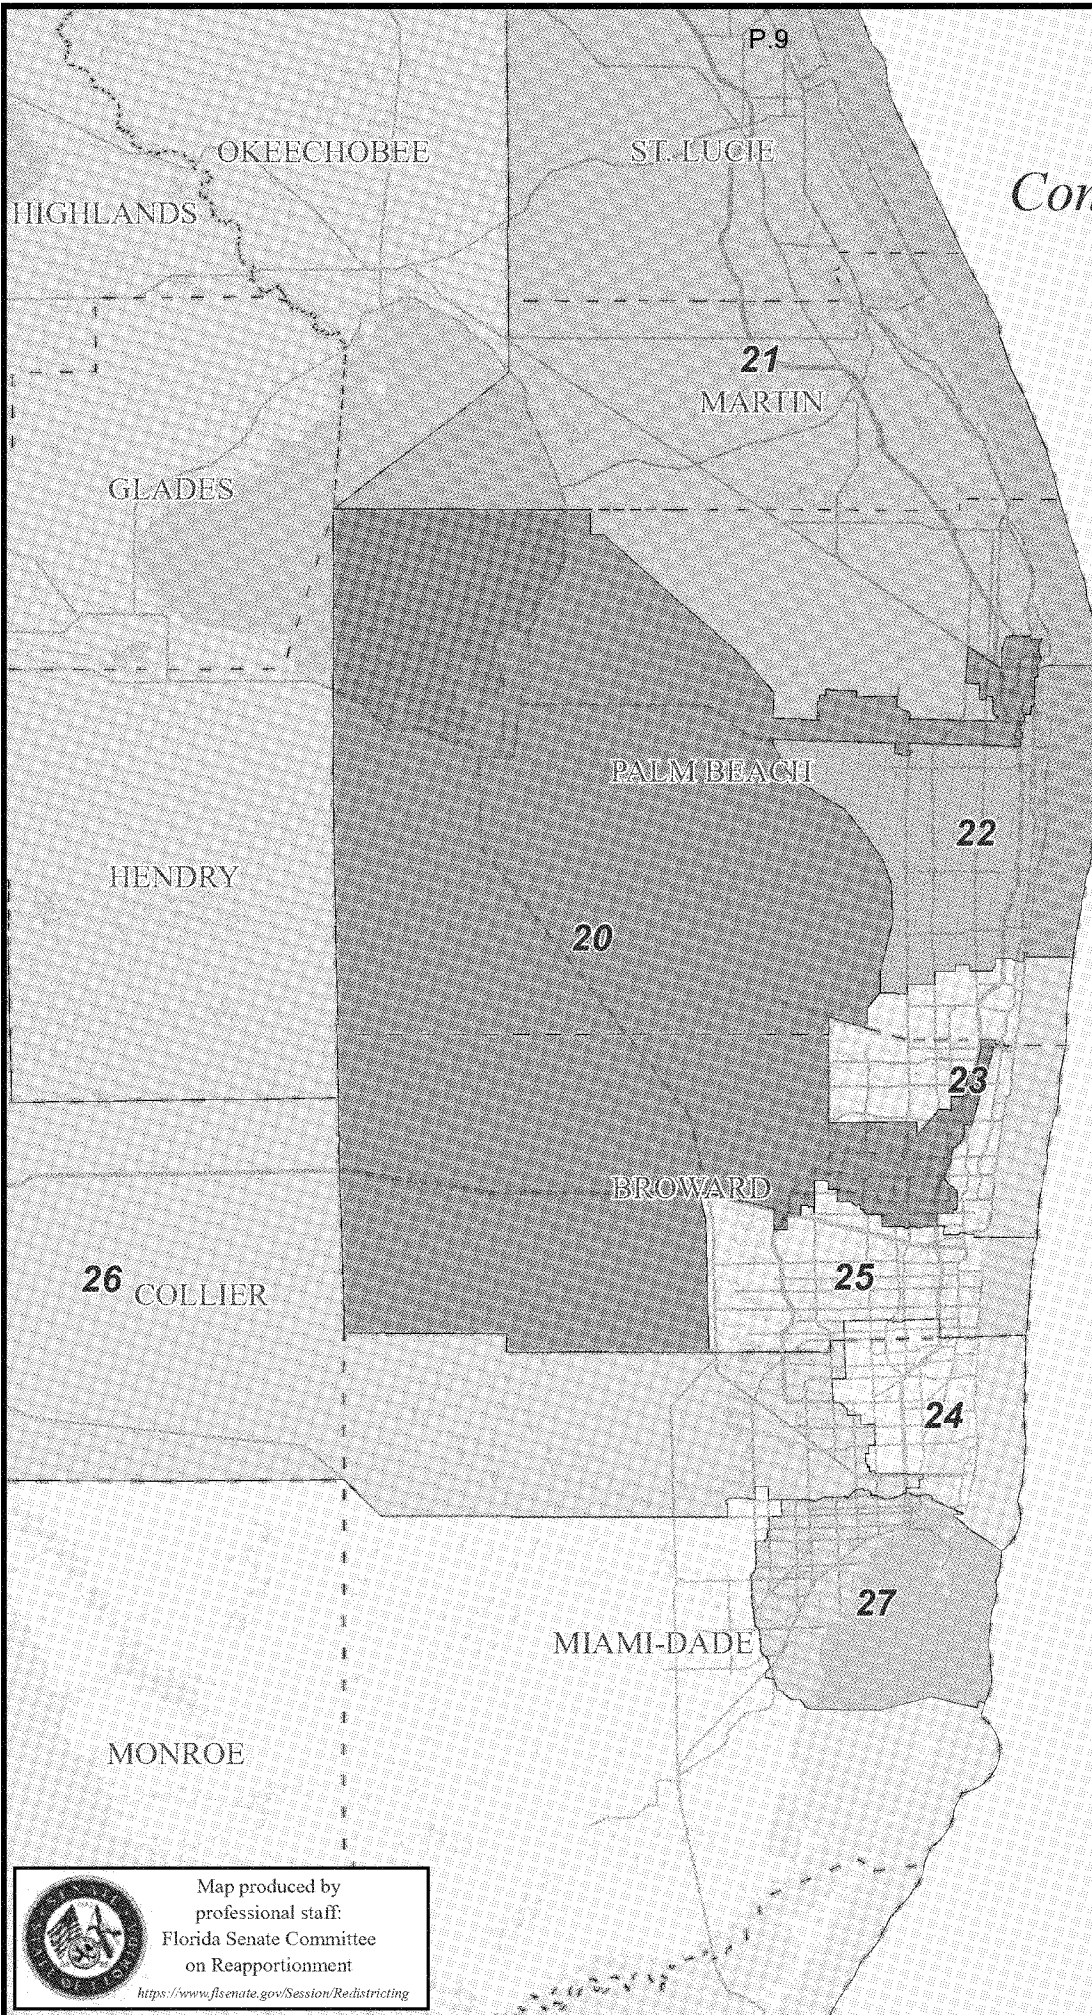 P.9
OKEECHOBEE
ST. LUCIE
HIGHLANDS
21
MARTIN
GLADES
PALM BEACH
22
HENDRY
20
23
BROWARD
26
COLLIER
25
24
27
MIAMI-DADE
MONROE
Map produced by
professional staff:
Florida Senate Committee
on Reapportionment
https://www.flsenate.gov/Session/Redistricting